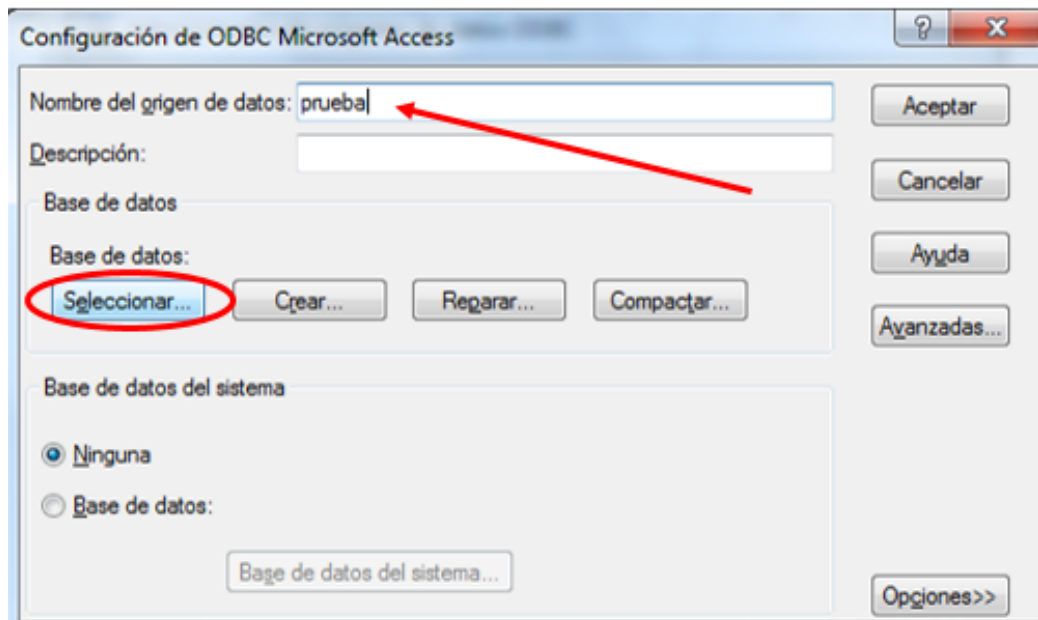 Configuración de ODBC Microsoft Access
Nombre del origen de datos: prueba
Aceptar
Descripción:
Cancelar
Base de datos
Base de datos:
Ayuda
Seleccionar... Crear... Reparar... Compactar...
Avanzadas...
Base de datos del sistema
Ninguna
Base de datos:
Base de datos del sistema...
Opciones>>